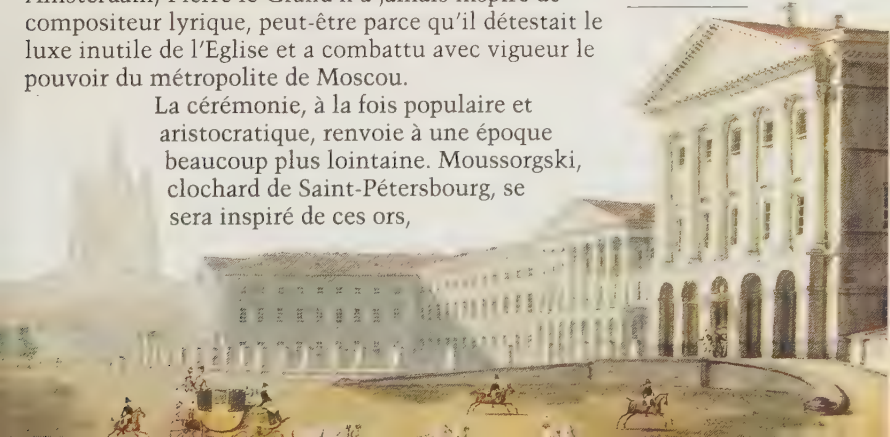 compositeur lyrique, peut-être parce qu'il détestait le
luxe inutile de l'Eglise et a combattu avec vigueur le
pouvoir du métropolite de Moscou.
La cérémonie, à la fois populaire et
aristocratique, renvoie à une époque
beaucoup plus lointaine. Moussorgski,
clochard de Saint-Pétersbourg, se
sera inspiré de ces ors,